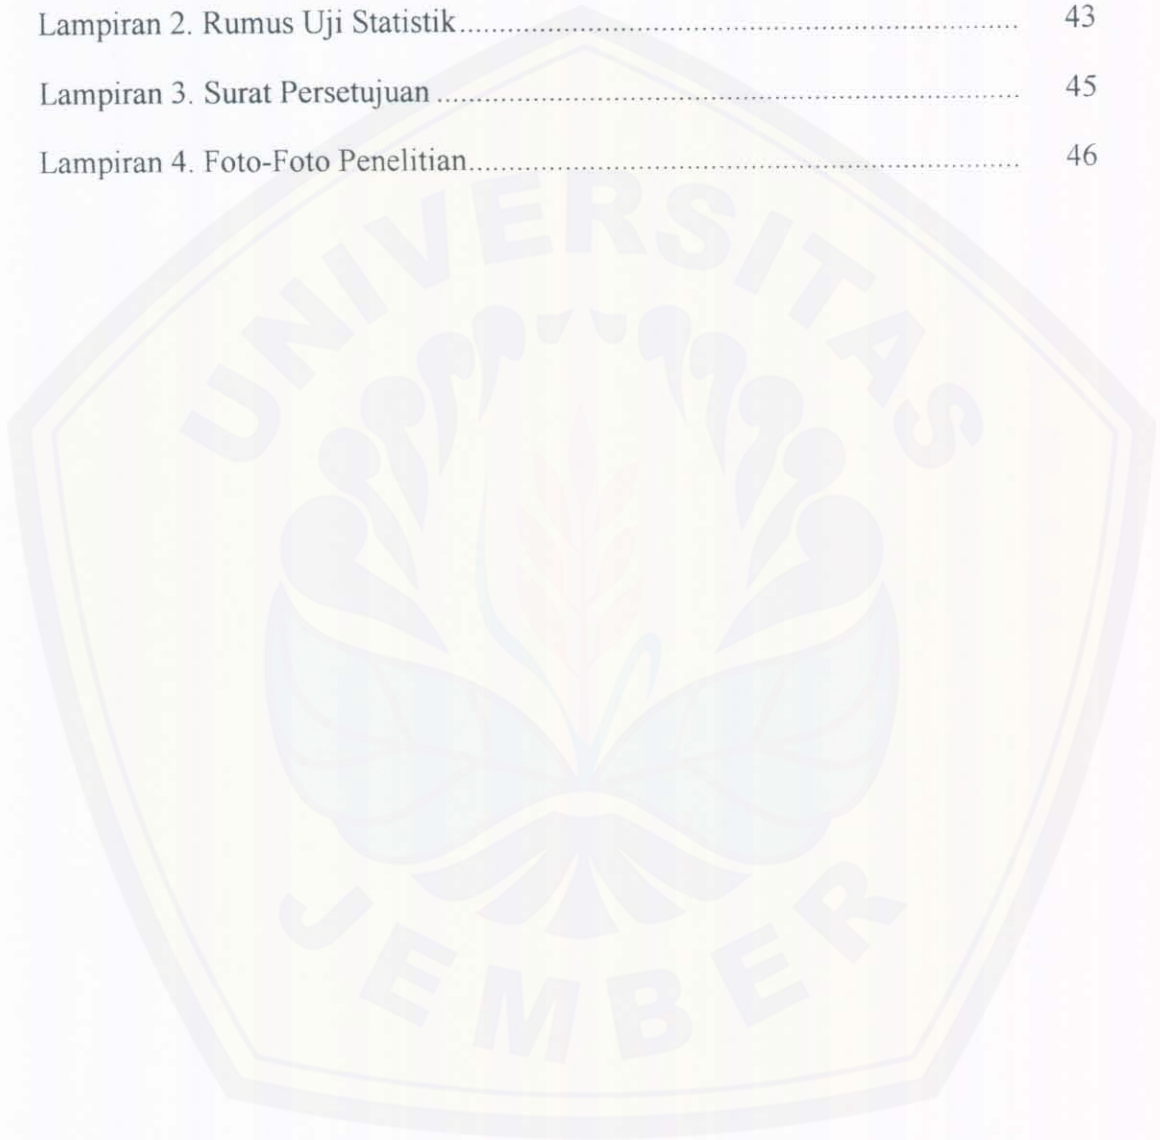 Lampiran 2. Rumus Uji Statistik........................................................................ 43
Lampiran 3. Surat Persetujuan........................................................................... 45
Lampiran 4. Foto-Foto Penelitian...................................................................... 46
UNIVERSITAS
JEMBER